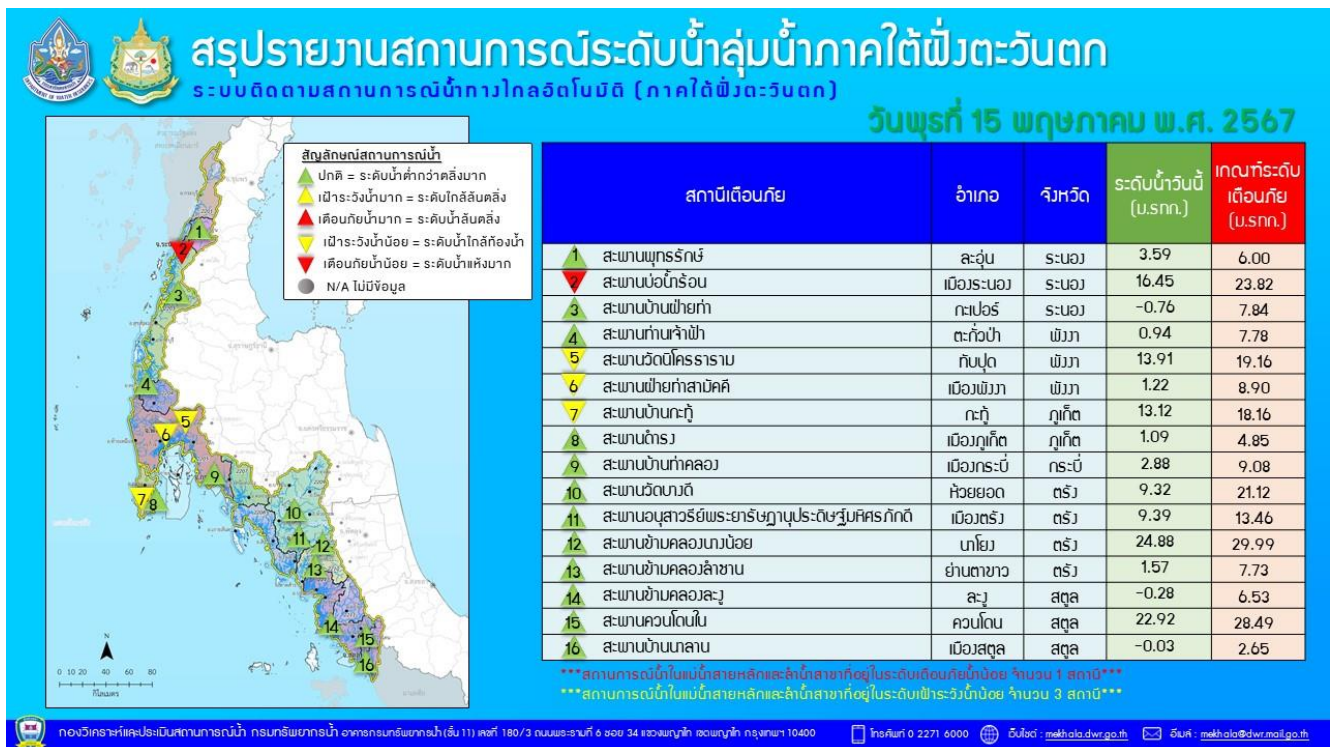 สรุปรายงานสถานการณ์ระดับน้ำลุ่มน้ำภาคใต้ฝั่งตะวันตก
ระบบติดตามสถานการณ์น้ำทางไกลอัตโนมัติ (ภาคใต้ฝั่งตะวันตก)
วันพุธที่ 15 พฤษภาคม พ.ศ. 2567
สัญลักษณ์สถานการณ์น้ำ
ปกติ = ระดับน้ำต่ำกว่าตลิ่งมาก
เฝ้าระวังน้ำมาก = ระดับใกล้ล้นตลิ่ง
เตือนภัยน้ำมาก = ระดับน้ำล้นตลิ่ง
เฝ้าระวังน้ำน้อย = ระดับน้ำใกล้ท้องน้ำ
เตือนภัยน้ำน้อย = ระดับน้ำแห้งมาก
N/A ไม่มีข้อมูล
1
2
3
4
5
6
7 8
9
10
11 12
13
14
15
16
N
0 10 20 40 60 80
กิโลเมตร
สถานีเตือนภัย อำเภอ จังหวัด ระดับน้ำวันนี้ (ม.รทก.) เกณฑ์ระดับเตือนภัย (ม.รทก.)
1 สะพานพุทธรักษ์ ละอุ่น ระนอง 3.59 6.00
2 สะพานบ่อน้ำร้อน เมืองระนอง ระนอง 16.45 23.82
3 สะพานบ้านฝ่ายท่า กะเปอร์ ระนอง -0.76 7.84
4 สะพานท่านเจ้าฟ้า ตะกั่วป่า พังงา 0.94 7.78
5 สะพานวัดนิโครธาราม ทับปุด พังงา 13.91 19.16
6 สะพานฝ่ายท่าสามัคคี เมืองพังงา พังงา 1.22 8.90
7 สะพานบ้านกะทู้ กะทู้ ภูเก็ต 13.12 18.16
8 สะพานดำรง เมืองภูเก็ต ภูเก็ต 1.09 4.85
9 สะพานบ้านท่าคลอง เมืองกระบี่ กระบี่ 2.88 9.08
10 สะพานวัดบางดี ห้วยยอด ตรัง 9.32 21.12
11 สะพานอนุสาวรีย์พระยารัษฎานุประดิษฐ์มหิศรภักดี เมืองตรัง ตรัง 9.39 13.46
12 สะพานข้ามคลองนางน้อย นาโยง ตรัง 24.88 29.99
13 สะพานข้ามคลองลำชาน ย่านตาขาว ตรัง 1.57 7.73
14 สะพานข้ามคลองละงู ละงู สตูล -0.28 6.53
15 สะพานควนโดนใน ควนโดน สตูล 22.92 28.49
16 สะพานบ้านนาลาน เมืองสตูล สตูล -0.03 2.65
***สถานการณ์น้ำในแม่น้ำสายหลักและลำน้ำสาขาที่อยู่ในระดับเตือนภัยน้ำน้อย จำนวน 1 สถานี***
***สถานการณ์น้ำในแม่น้ำสายหลักและลำน้ำสาขาที่อยู่ในระดับเฝ้าระวังน้ำน้อย จำนวน 3 สถานี***
กองวิเคราะห์และประเมินสถานการณ์น้ำ กรมทรัพยากรน้ำ อาคารกรมทรัพยากรน้ำ (ชั้น 11) เลขที่ 180/3 ถนนพระรามที่ 6 ซอย 34 แขวงพญาไท เขตพญาไท กรุงเทพฯ 10400 โทรศัพท์ 0 2271 6000 เว็บไซต์ : mekhala.dwr.go.th อีเมล์ : mekhala@dwr.mail.go.th